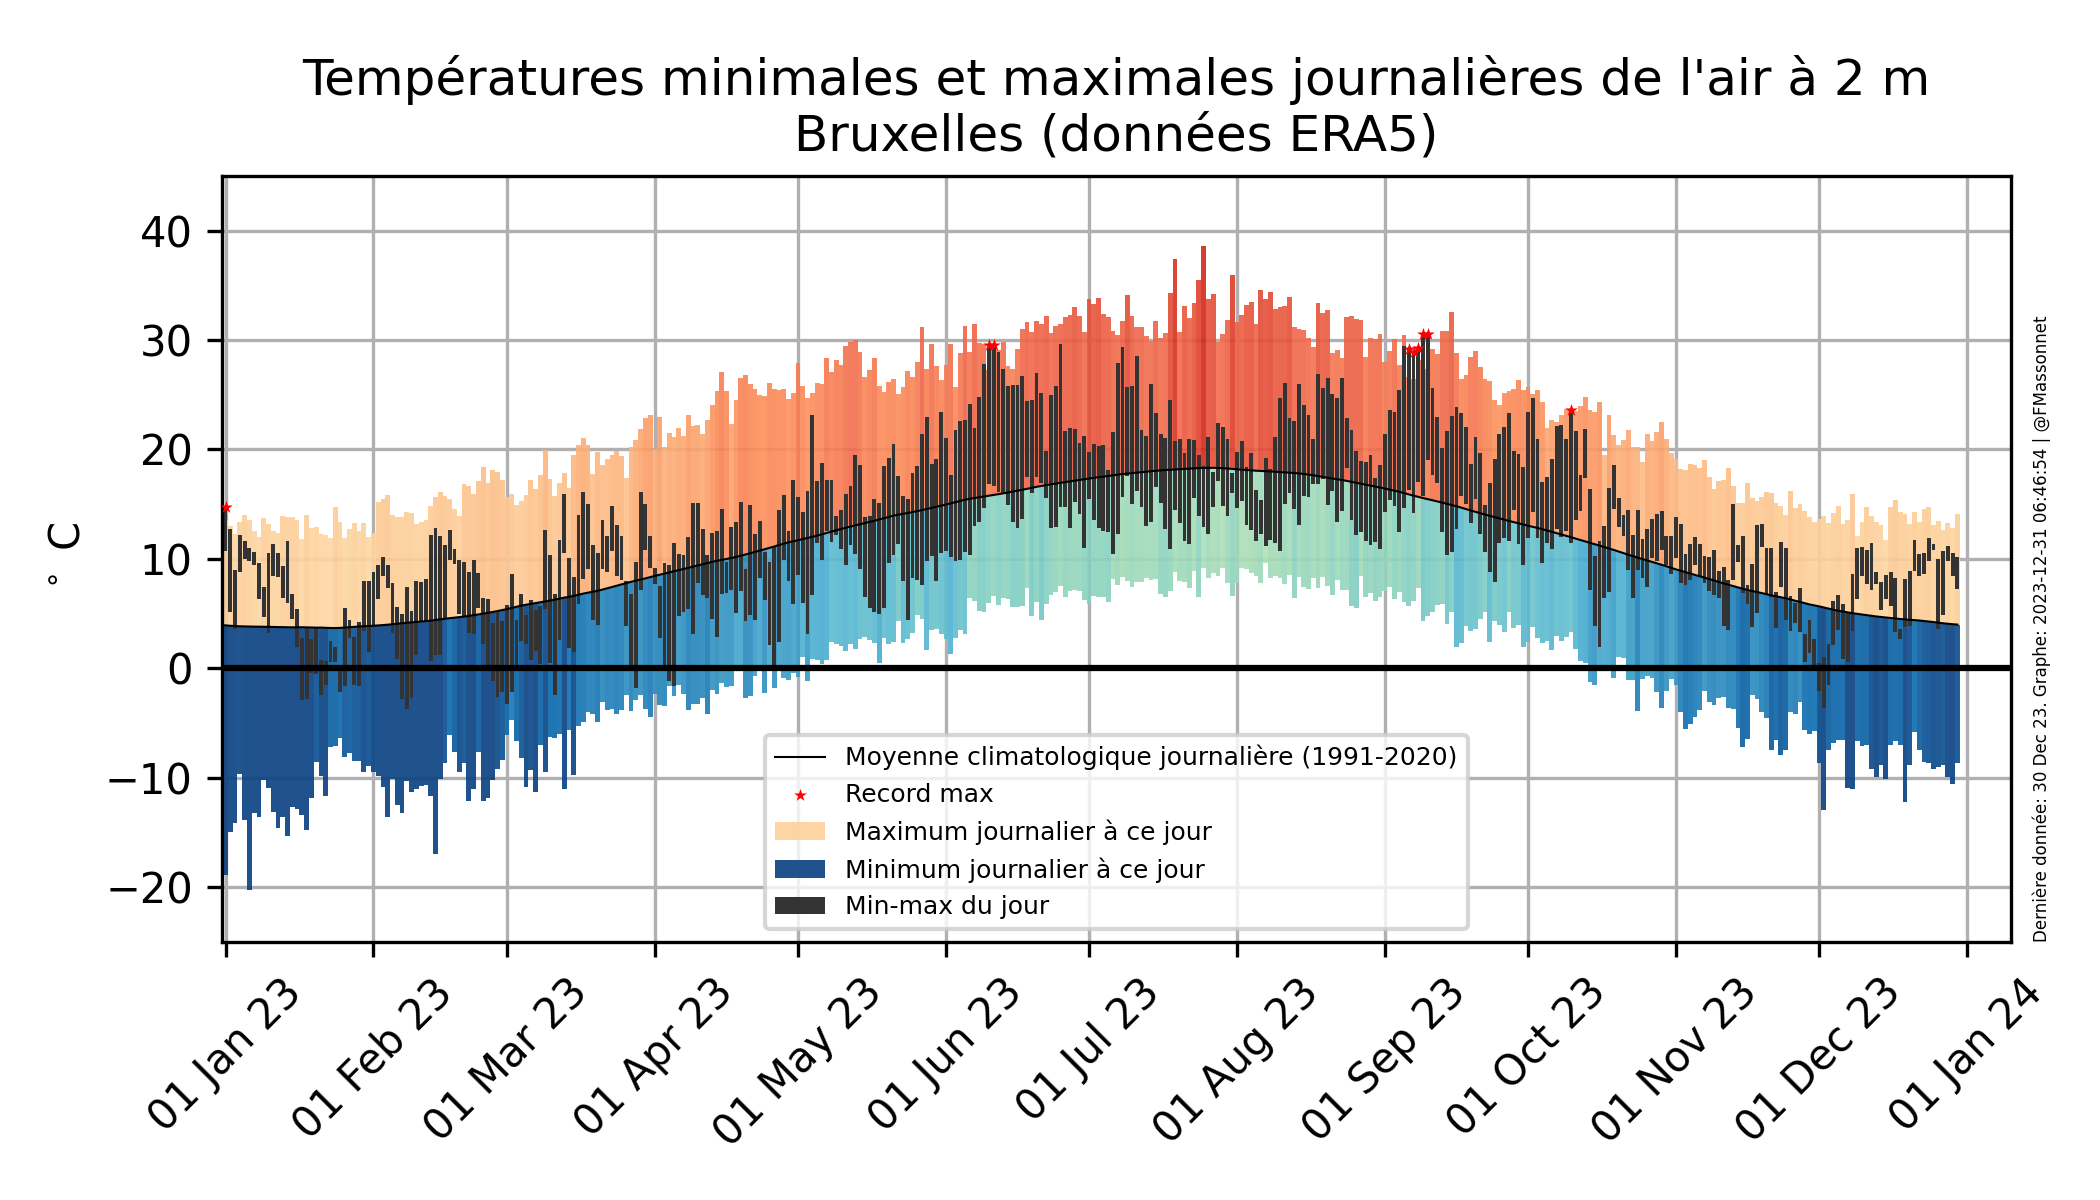 Températures minimales et maximales journalières de l'air à 2 m
Bruxelles (données ERA5)
° C
40
30
20
10
0
−10
−20
Moyenne climatologique journalière (1991-2020)
Record max
Maximum journalier à ce jour
Minimum journalier à ce jour
Min-max du jour
01 Jan 23
01 Feb 23
01 Mar 23
01 Apr 23
01 May 23
01 Jun 23
01 Jul 23
01 Aug 23
01 Sep 23
01 Oct 23
01 Nov 23
01 Dec 23
01 Jan 24
Dernière donnée: 30 Dec 23. Graphe: 2023-12-31 06:46:54 | @FMassonnet